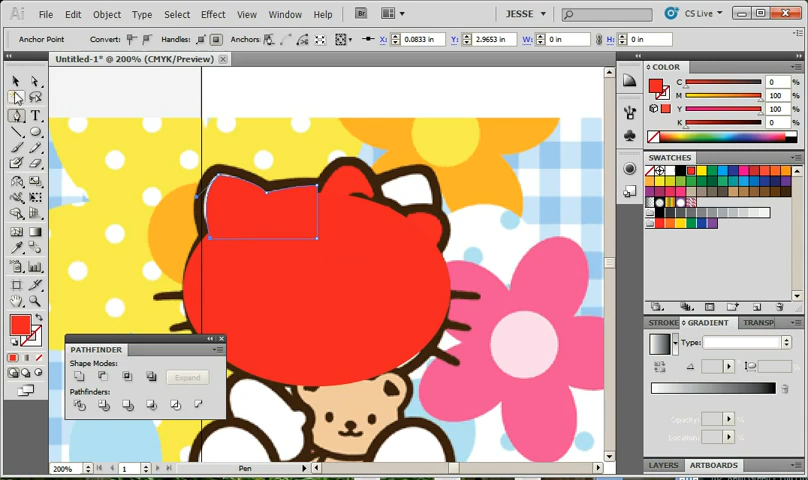 Ai
File Edit Object Type Select Effect View Window Help
Br
JESSE
CS Live
Anchor Point Convert: Handles: Anchors: X: 0.0833 in Y: 2.9653 in W: 0 in H: 0 in
Untitled-1* @ 200% (CMYK/Preview)
COLOR
C 0 %
M 100 %
Y 100 %
K 0 %
SWATCHES
PATHFINDER
Shape Modes:
Expand
Pathfinders:
STROKE GRADIENT TRANSP
Type:
Opacity:
Location:
LAYERS ARTBOARDS
200% 1 Pen